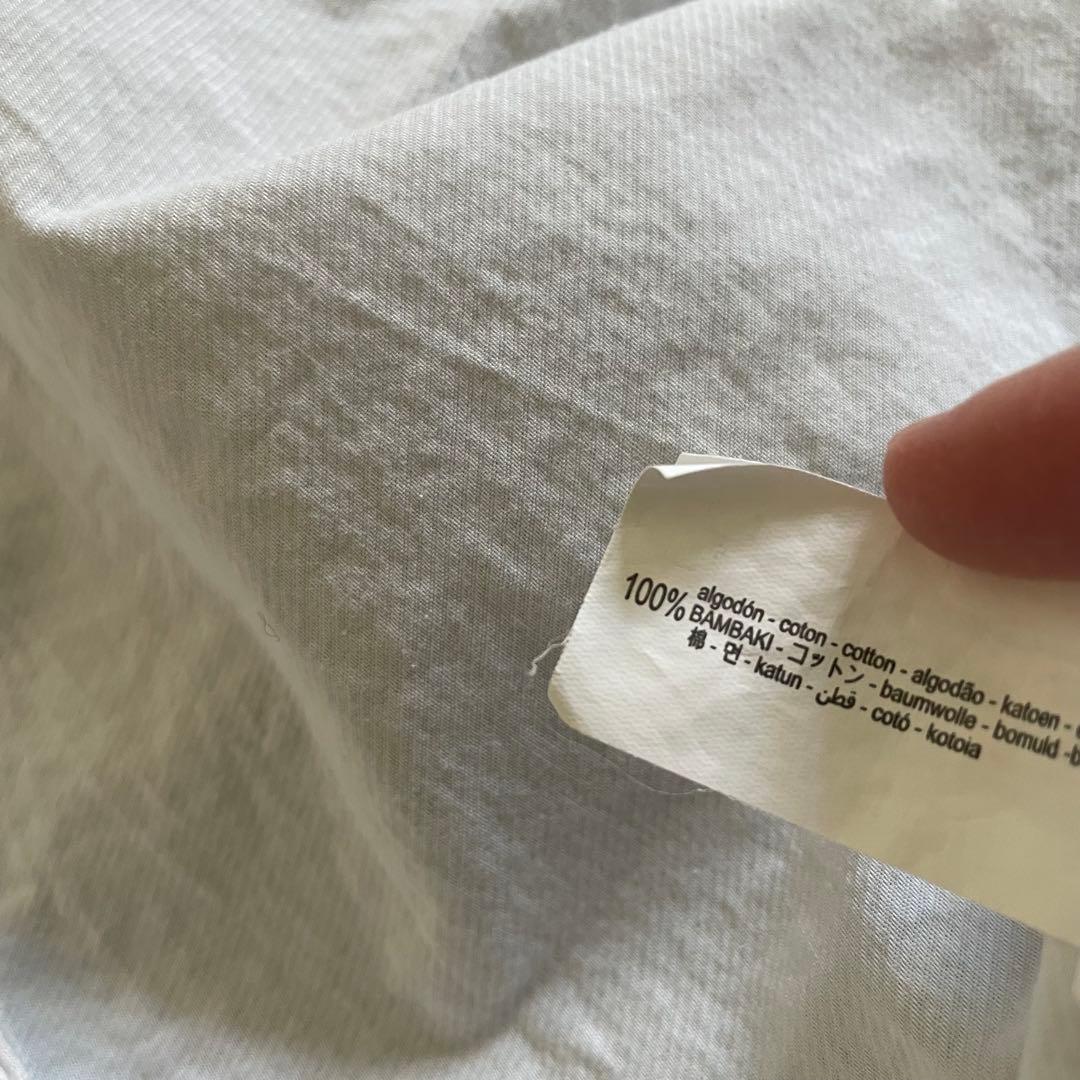 100% algodón - coton - cotton - algodão - katoen -
BAMBAKI - コットン - baumwolle - bomuld -b
棉 - 면 - katun - قطن - cotó - kotoia